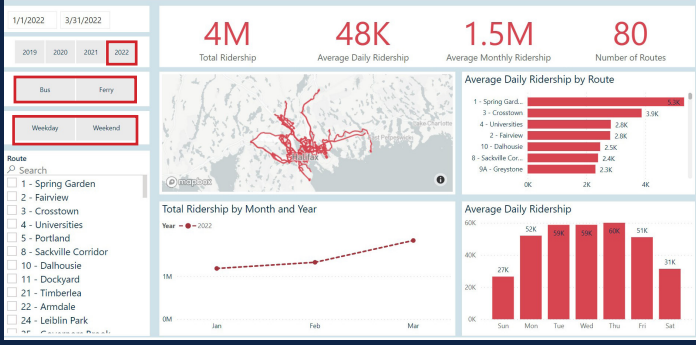 1/1/2022 3/31/2022
2019 2020 2021 2022
Bus Ferry
Weekday Weekend
Route
Search
1 - Spring Garden
2 - Fairview
3 - Crosstown
4 - Universities
5 - Portland
8 - Sackville Corridor
10 - Dalhousie
11 - Dockyard
21 - Timberlea
22 - Armdale
24 - Leiblin Park
4M
Total Ridership
48K
Average Daily Ridership
1.5M
Average Monthly Ridership
80
Number of Routes
Halifax
mapbox
Average Daily Ridership by Route
1 - Spring Gard... 5.3K
3 - Crosstown 3.9K
4 - Universities 2.8K
2 - Fairview 2.8K
10 - Dalhousie 2.5K
8 - Sackville Cor... 2.4K
9A - Greystone 2.3K
0K 2K 4K
Total Ridership by Month and Year
Year 2022
1M
0M
Jan Feb Mar
Average Daily Ridership
60K
40K
20K
0K
27K 52K 59K 59K 60K 51K 31K
Sun Mon Tue Wed Thu Fri Sat